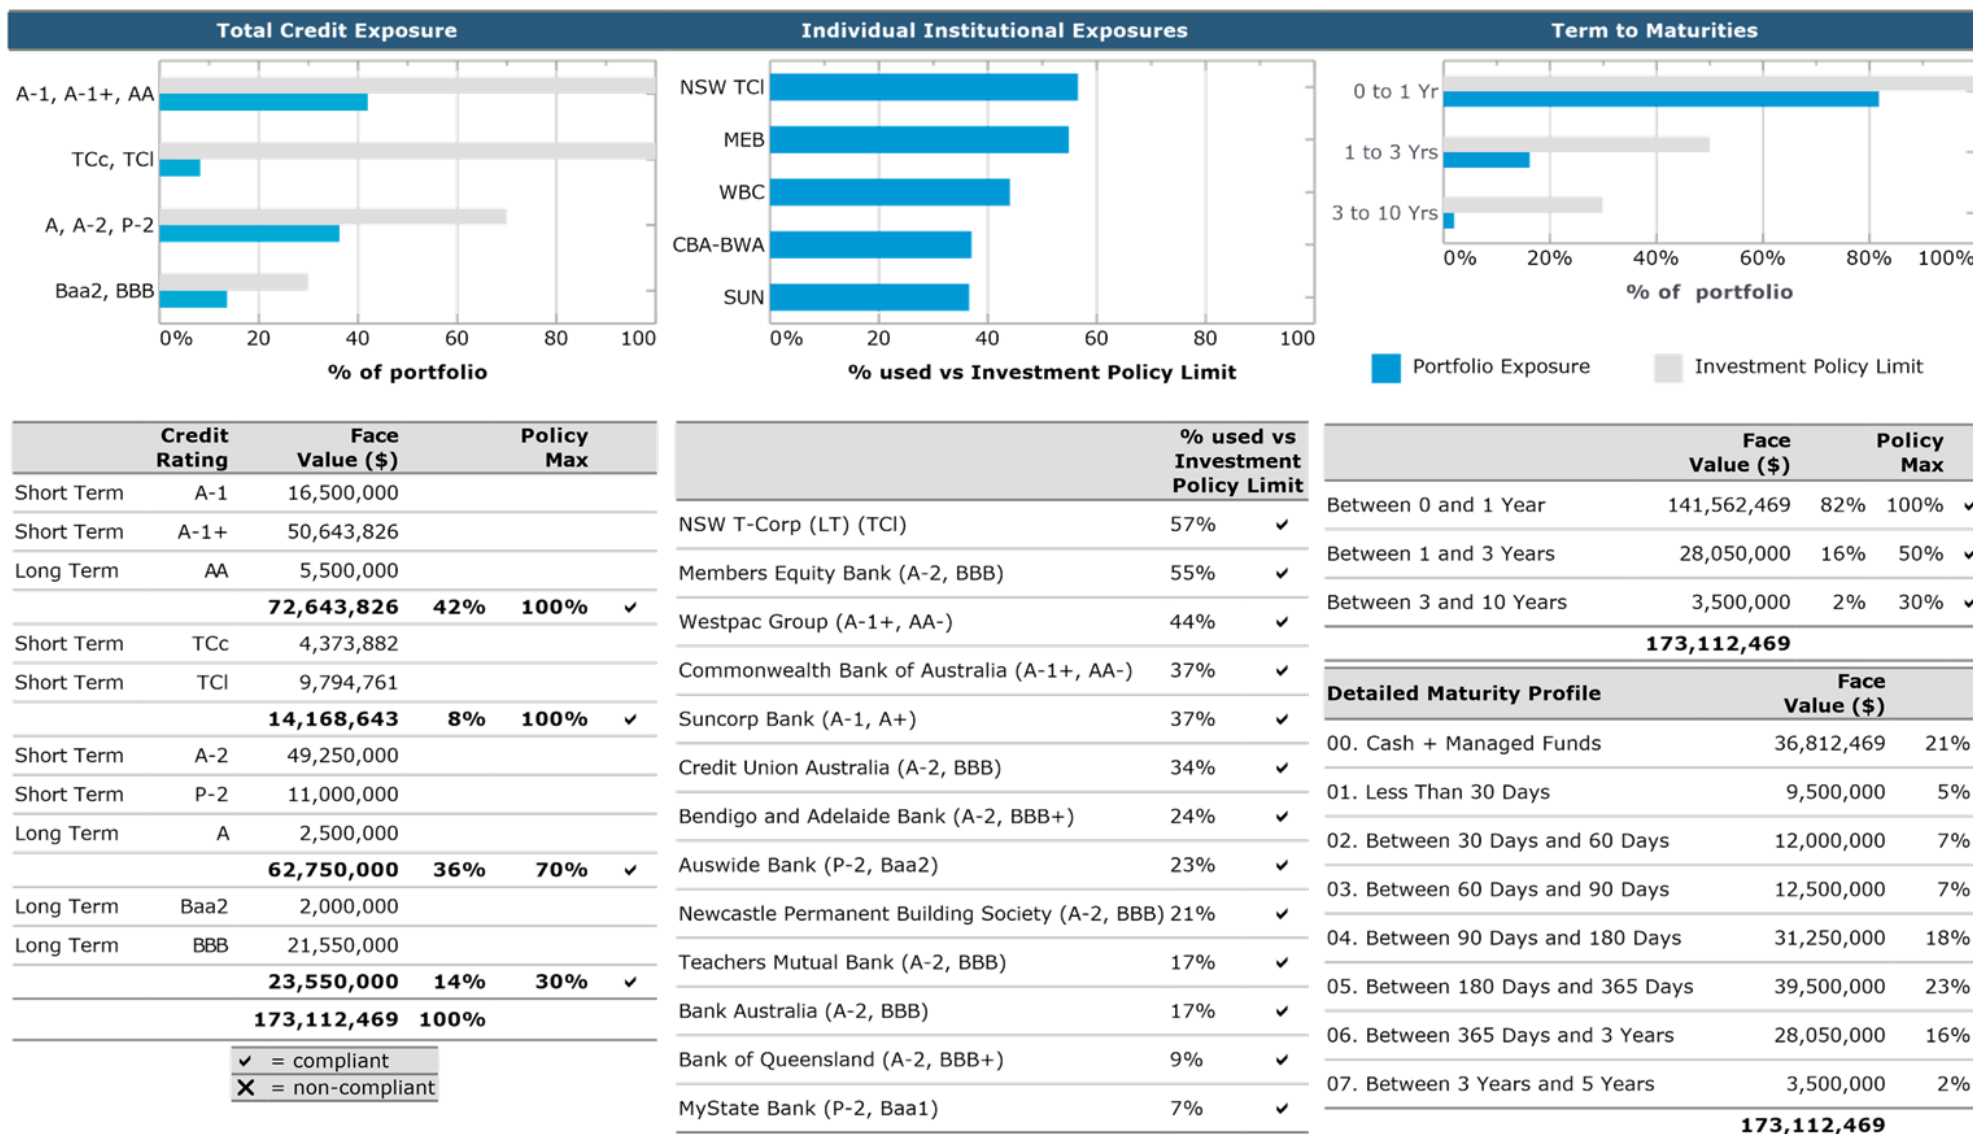 Total Credit Exposure
A-1, A-1+, AA
TCc, TCl
A, A-2, P-2
Baa2, BBB
0% 20 40 60 80 100
% of portfolio
Individual Institutional Exposures
NSW TCl
MEB
WBC
CBA-BWA
SUN
0% 20 40 60 80 100
% used vs Investment Policy Limit
Term to Maturities
0 to 1 Yr
1 to 3 Yrs
3 to 10 Yrs
0% 20% 40% 60% 80% 100%
% of portfolio
Portfolio Exposure Investment Policy Limit
Credit Face Policy
Rating Value ($) Max
Short Term A-1 16,500,000
Short Term A-1+ 50,643,826
Long Term AA 5,500,000
72,643,826 42% 100% ✔
Short Term TCc 4,373,882
Short Term TCl 9,794,761
14,168,643 8% 100% ✔
Short Term A-2 49,250,000
Short Term P-2 11,000,000
Long Term A 2,500,000
62,750,000 36% 70% ✔
Long Term Baa2 2,000,000
Long Term BBB 21,550,000
23,550,000 14% 30% ✔
173,112,469 100%
✔ = compliant
✕ = non-compliant
% used vs
Investment
Policy Limit
NSW T-Corp (LT) (TCl) 57% ✔
Members Equity Bank (A-2, BBB) 55% ✔
Westpac Group (A-1+, AA-) 44% ✔
Commonwealth Bank of Australia (A-1+, AA-) 37% ✔
Suncorp Bank (A-1, A+) 37% ✔
Credit Union Australia (A-2, BBB) 34% ✔
Bendigo and Adelaide Bank (A-2, BBB+) 24% ✔
Auswide Bank (P-2, Baa2) 23% ✔
Newcastle Permanent Building Society (A-2, BBB) 21% ✔
Teachers Mutual Bank (A-2, BBB) 17% ✔
Bank Australia (A-2, BBB) 17% ✔
Bank of Queensland (A-2, BBB+) 9% ✔
MyState Bank (P-2, Baa1) 7% ✔
Face Policy
Value ($) Max
Between 0 and 1 Year 141,562,469 82% 100% ✔
Between 1 and 3 Years 28,050,000 16% 50% ✔
Between 3 and 10 Years 3,500,000 2% 30% ✔
173,112,469
Detailed Maturity Profile Face
Value ($)
00. Cash + Managed Funds 36,812,469 21%
01. Less Than 30 Days 9,500,000 5%
02. Between 30 Days and 60 Days 12,000,000 7%
03. Between 60 Days and 90 Days 12,500,000 7%
04. Between 90 Days and 180 Days 31,250,000 18%
05. Between 180 Days and 365 Days 39,500,000 23%
06. Between 365 Days and 3 Years 28,050,000 16%
07. Between 3 Years and 5 Years 3,500,000 2%
173,112,469